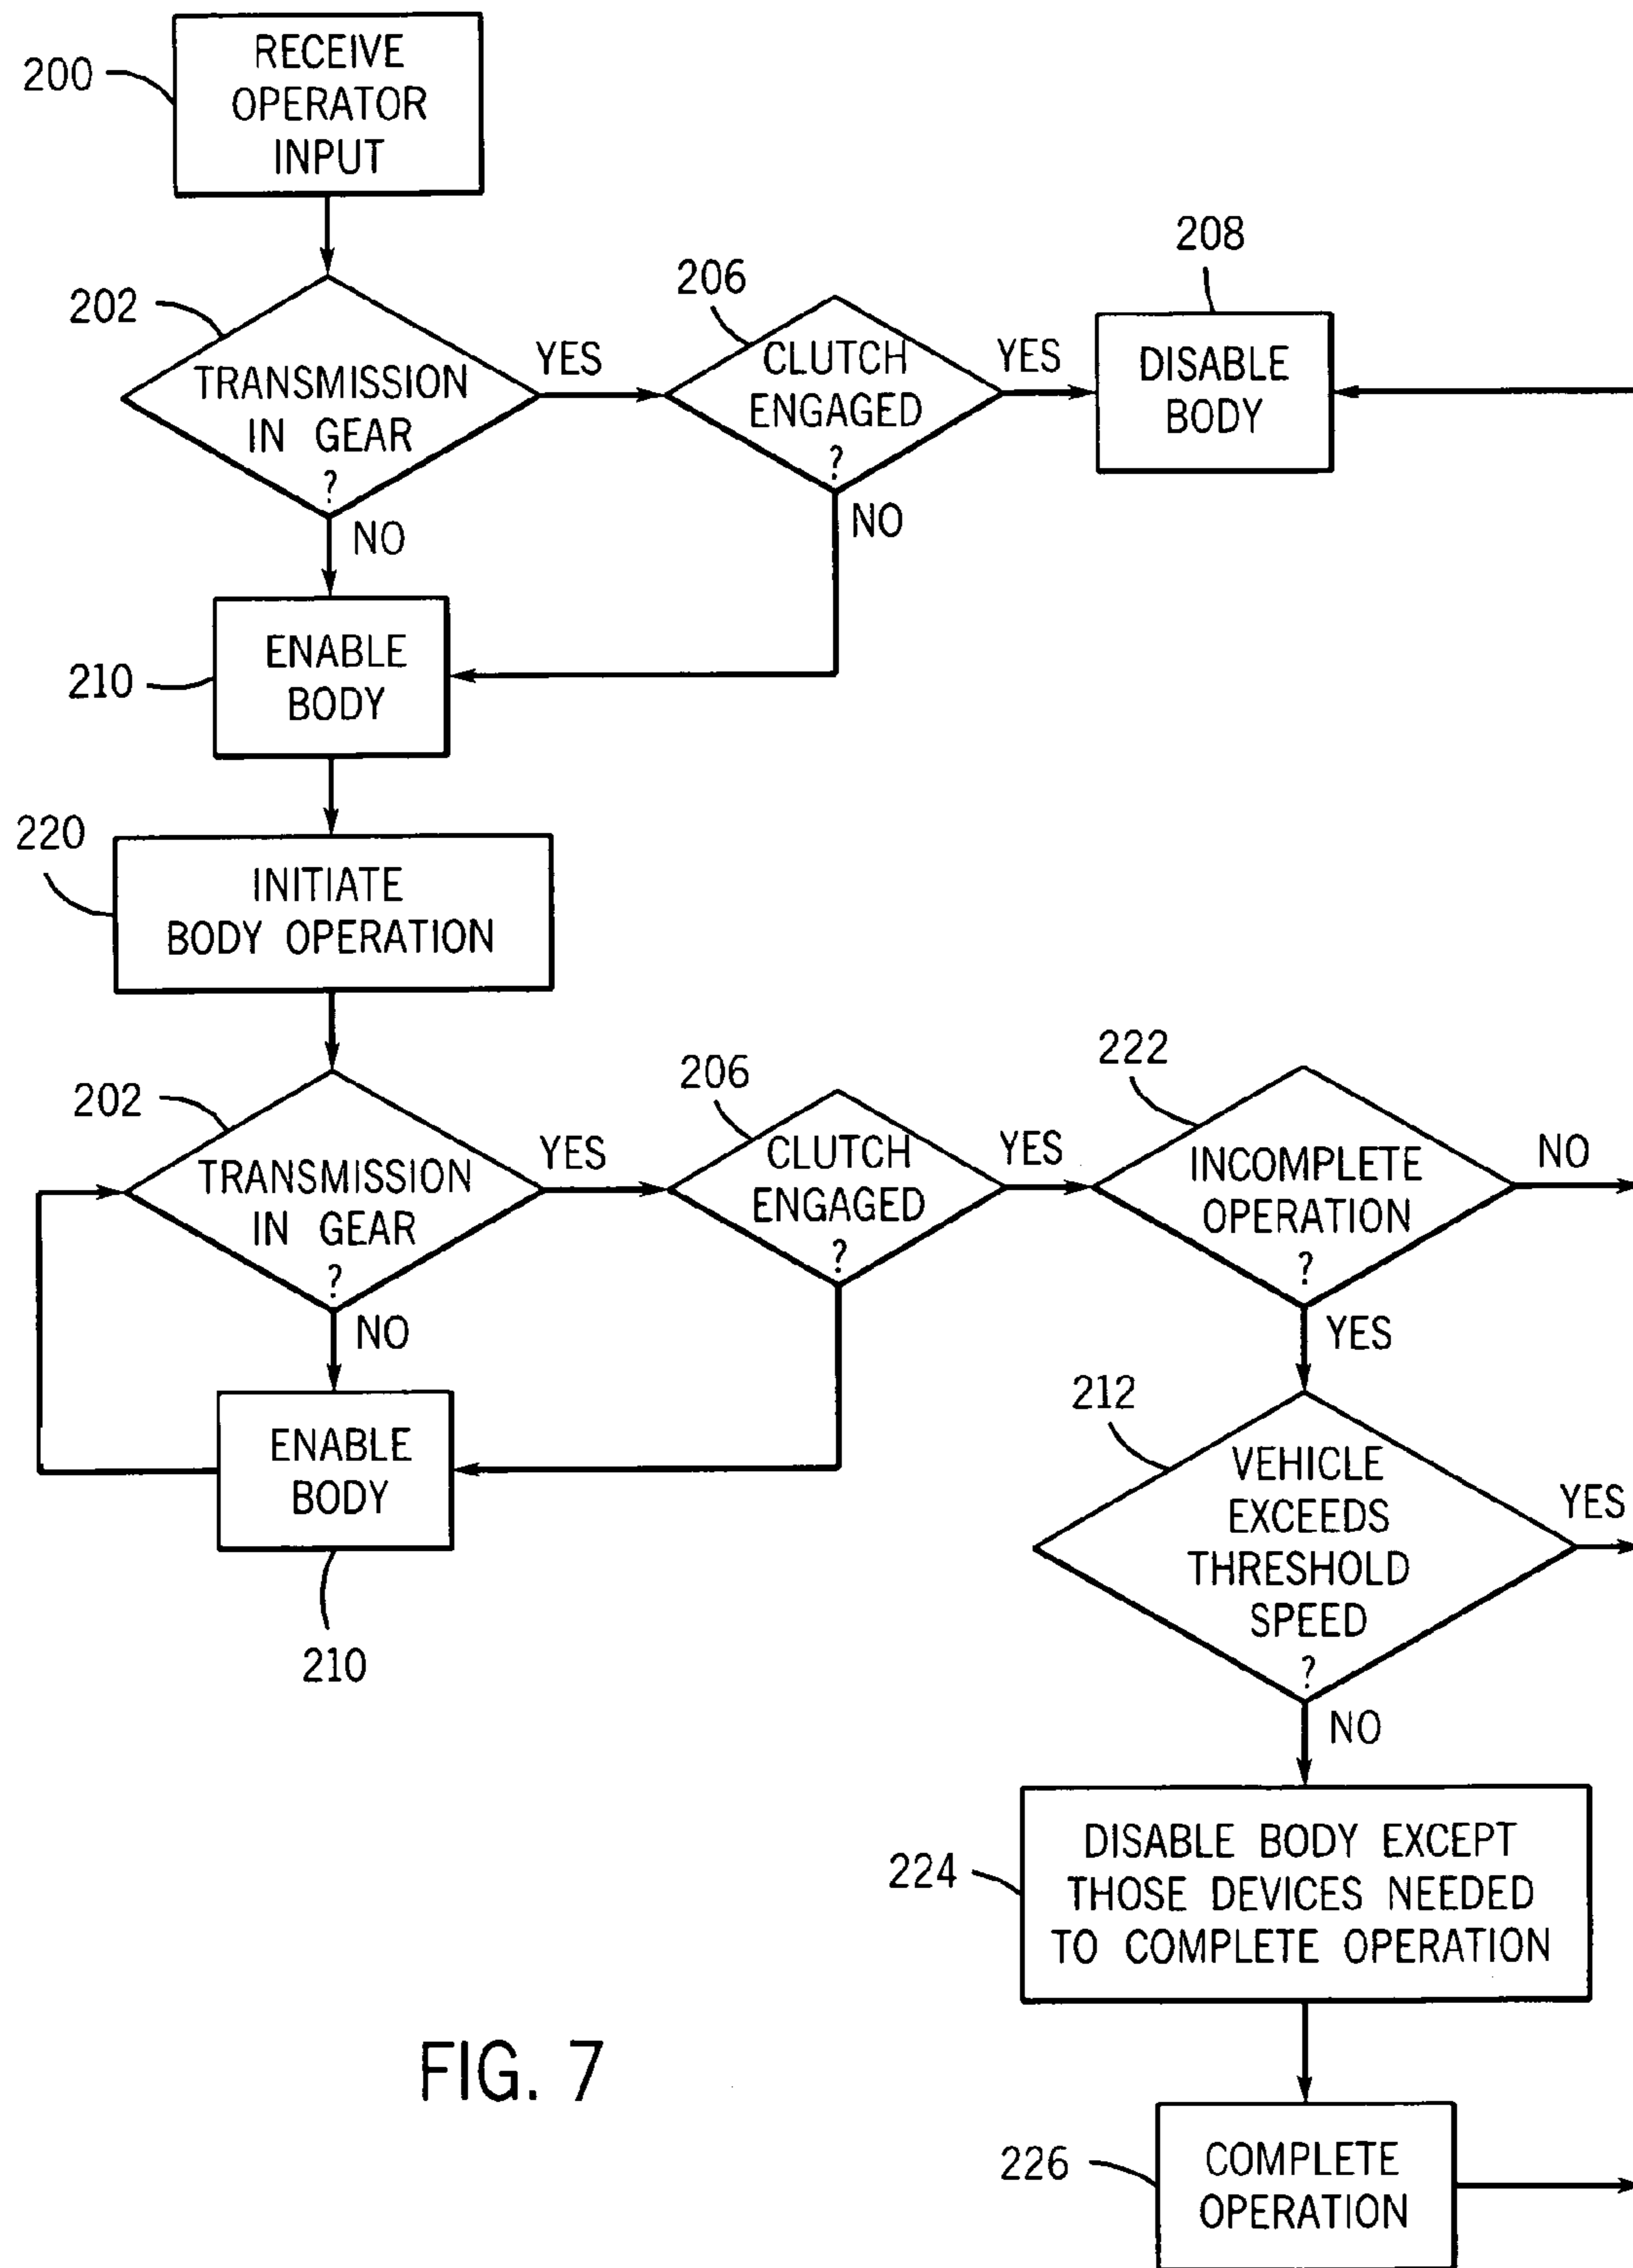 200
RECEIVE
OPERATOR
INPUT
208
202
206
TRANSMISSION
IN GEAR
?
YES
CLUTCH
ENGAGED
?
YES
DISABLE
BODY
NO
NO
210
ENABLE
BODY
220
INITIATE
BODY OPERATION
202
206
222
TRANSMISSION
IN GEAR
?
YES
CLUTCH
ENGAGED
?
YES
INCOMPLETE
OPERATION
?
NO
NO
YES
212
ENABLE
BODY
210
VEHICLE
EXCEEDS
THRESHOLD
SPEED
?
YES
NO
224
DISABLE BODY EXCEPT
THOSE DEVICES NEEDED
TO COMPLETE OPERATION
226
COMPLETE
OPERATION
FIG. 7